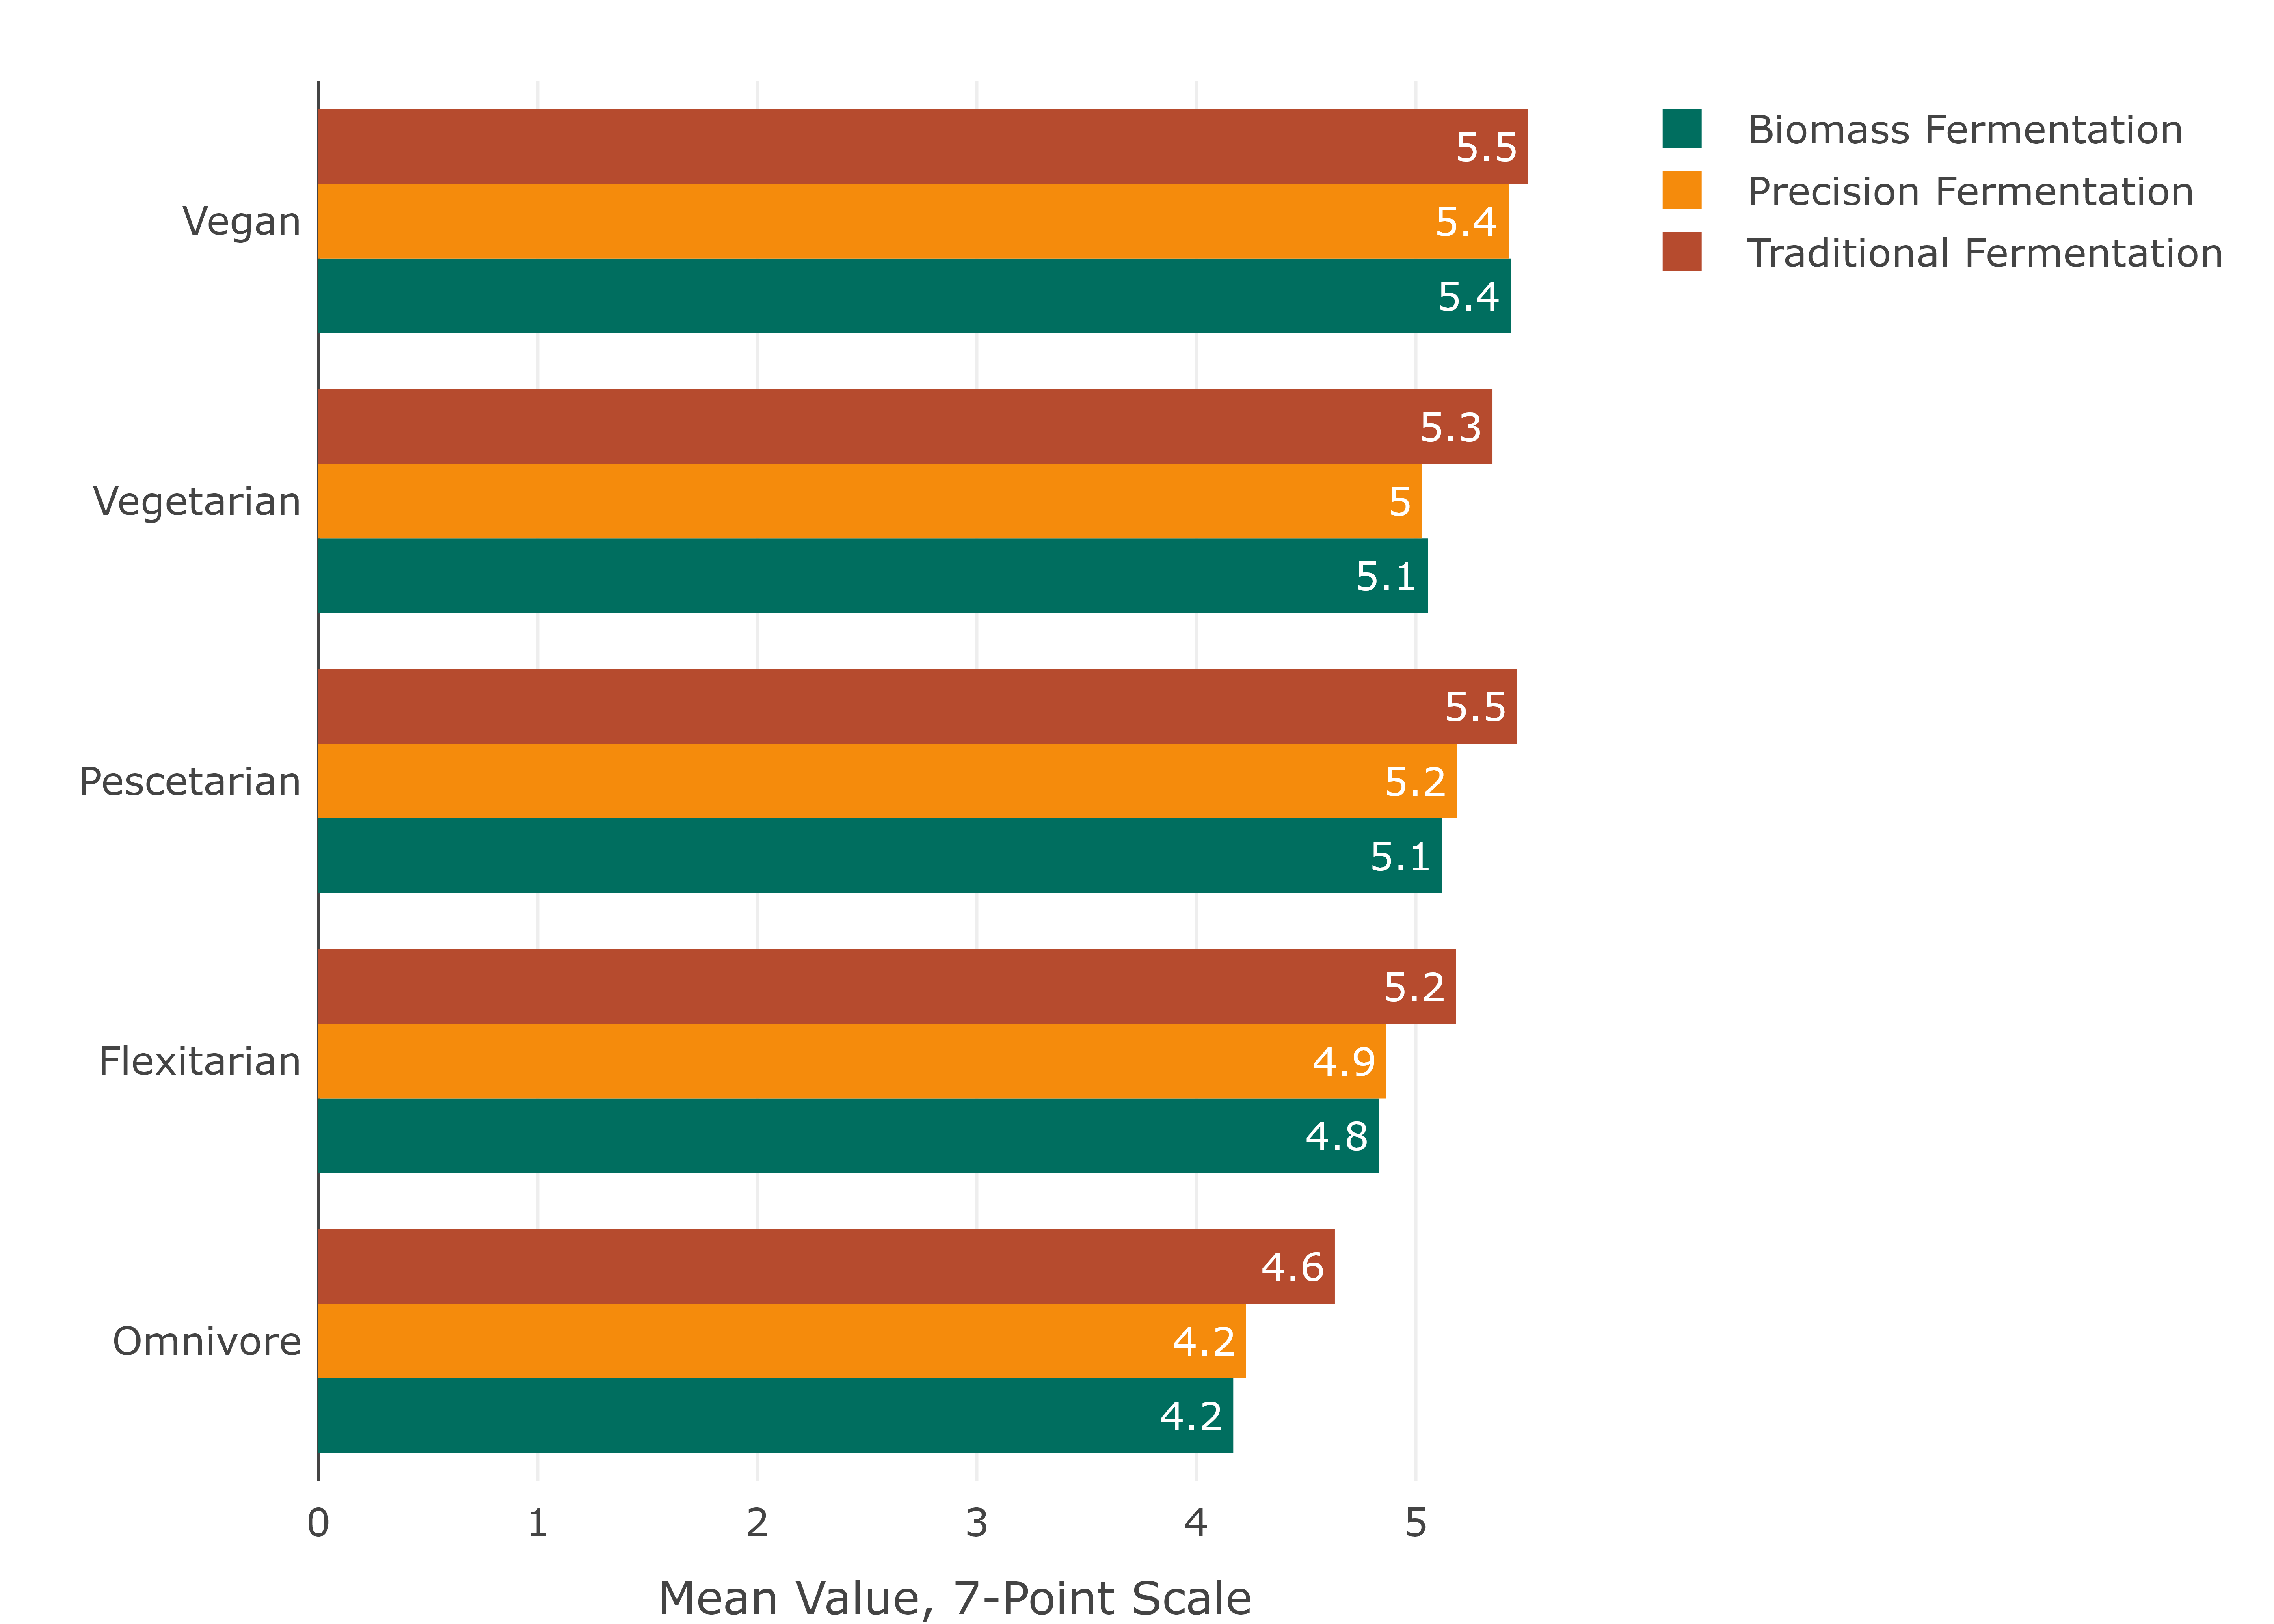 Biomass Fermentation
Precision Fermentation
Traditional Fermentation
Vegan
5.5
5.4
5.4
Vegetarian
5.3
5
5.1
Pescetarian
5.5
5.2
5.1
Flexitarian
5.2
4.9
4.8
Omnivore
4.6
4.2
4.2
0 1 2 3 4 5
Mean Value, 7-Point Scale